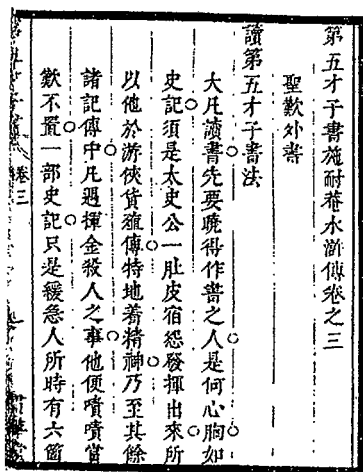 第五才子書施耐菴水滸傳卷之三
聖歎外書
讀第五才子書法
大凡讀書先要曉得作書之人是何心胸如
史記須是太史公一肚皮宿怨發揮出來所
以他於游俠貨殖傳特地着精神乃至其餘
諸記傳中凡遇揮金殺人之事他便嘖嘖賞
歎不置一部史記只是緩急人所時有六箇
卷三